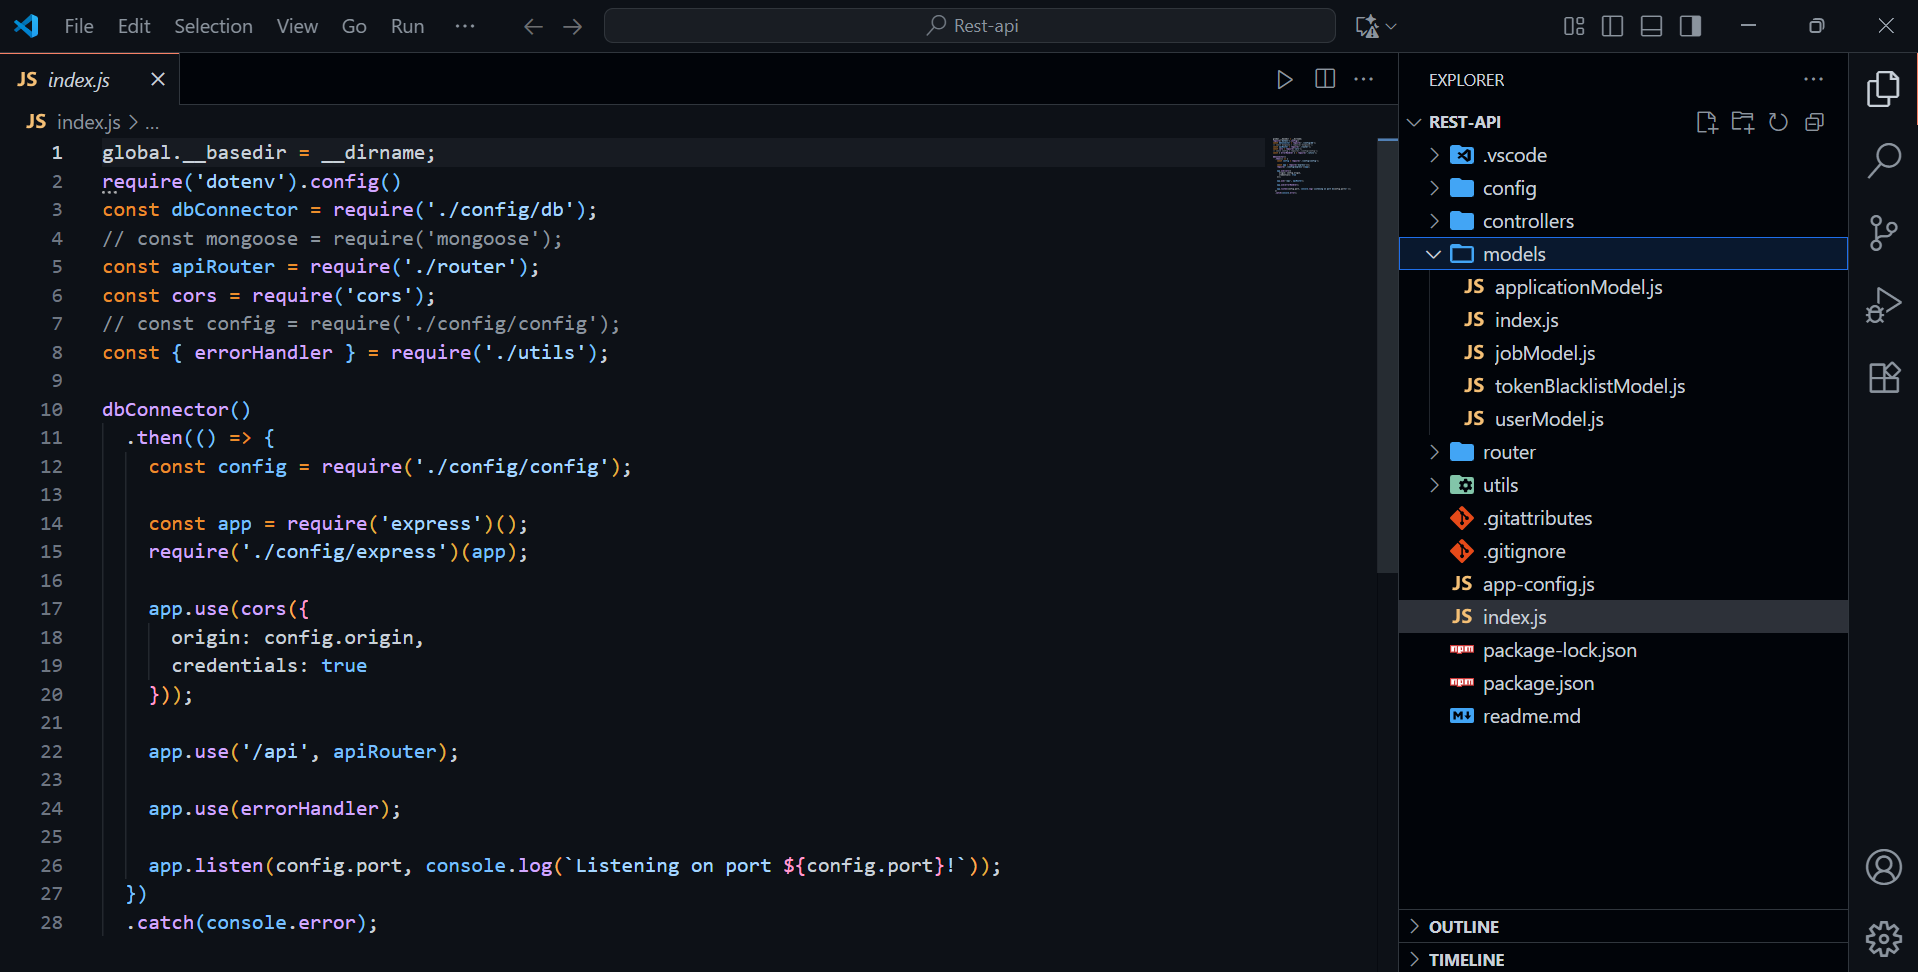 File Edit Selection View Go Run ··· Rest-api
JS index.js
JS index.js > ...
1 global.__basedir = __dirname;
2 require('dotenv').config()
3 const dbConnector = require('./config/db');
4 // const mongoose = require('mongoose');
5 const apiRouter = require('./router');
6 const cors = require('cors');
7 // const config = require('./config/config');
8 const { errorHandler } = require('./utils');
9
10 dbConnector()
11   .then(() => {
12     const config = require('./config/config');
13
14     const app = require('express')();
15     require('./config/express')(app);
16
17     app.use(cors({
18       origin: config.origin,
19       credentials: true
20     }));
21
22     app.use('/api', apiRouter);
23
24     app.use(errorHandler);
25
26     app.listen(config.port, console.log(`Listening on port ${config.port}!`));
27   })
28   .catch(console.error);
EXPLORER
REST-API
.vscode
config
controllers
models
JS applicationModel.js
JS index.js
JS jobModel.js
JS tokenBlacklistModel.js
JS userModel.js
router
utils
.gitattributes
.gitignore
JS app-config.js
JS index.js
npm package-lock.json
npm package.json
M readme.md
OUTLINE
TIMELINE